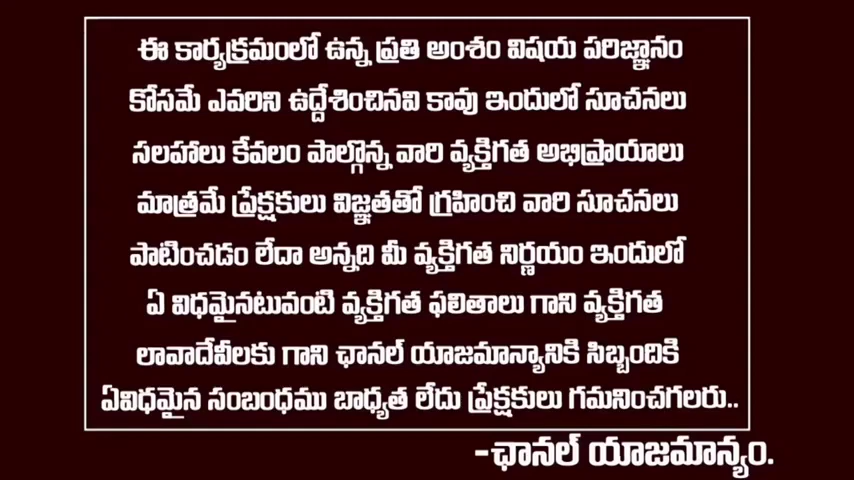 ఈ కార్యక్రమంలో ఉన్న ప్రతి అంశం విషయ పరిజ్ఞానం
కోసమే ఎవరిని ఉద్దేశించినవి కావు ఇందులో సూచనలు
సలహాలు కేవలం పాల్గొన్న వారి వ్యక్తిగత అభిప్రాయాలు
మాత్రమే ప్రేక్షకులు విజ్ఞతతో గ్రహించి వారి సూచనలు
పాటించడం లేదా అన్నది మీ వ్యక్తిగత నిర్ణయం ఇందులో
ఏ విధమైనటువంటి వ్యక్తిగత ఫలితాలు గాని వ్యక్తిగత
లావాదేవీలకు గాని ఛానల్ యాజమాన్యానికి సిబ్బందికి
ఏవిధమైన సంబంధము బాధ్యత లేదు ప్రేక్షకులు గమనించగలరు..
-ఛానల్ యాజమాన్యం.